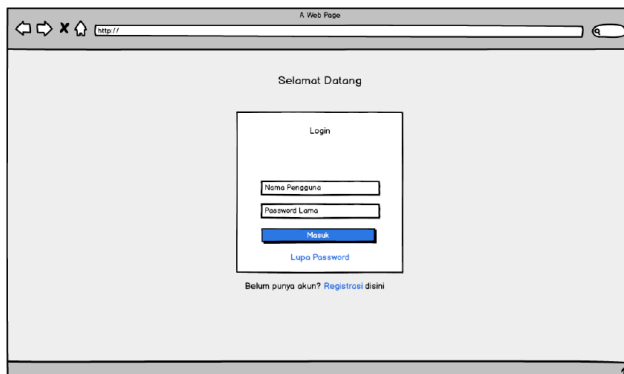 A Web Page
http://
Selamat Datang
Login
Nama Pengguna
Password Lama
Masuk
Lupa Password
Belum punya akun? Registrasi disini